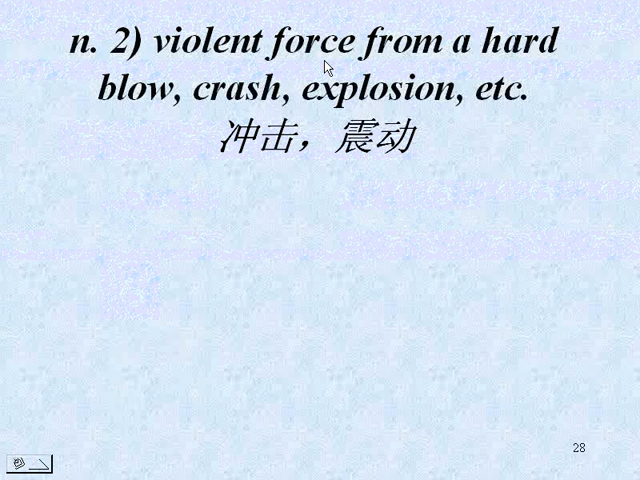 n. 2) violent force from a hard
blow, crash, explosion, etc.
冲击，震动
28